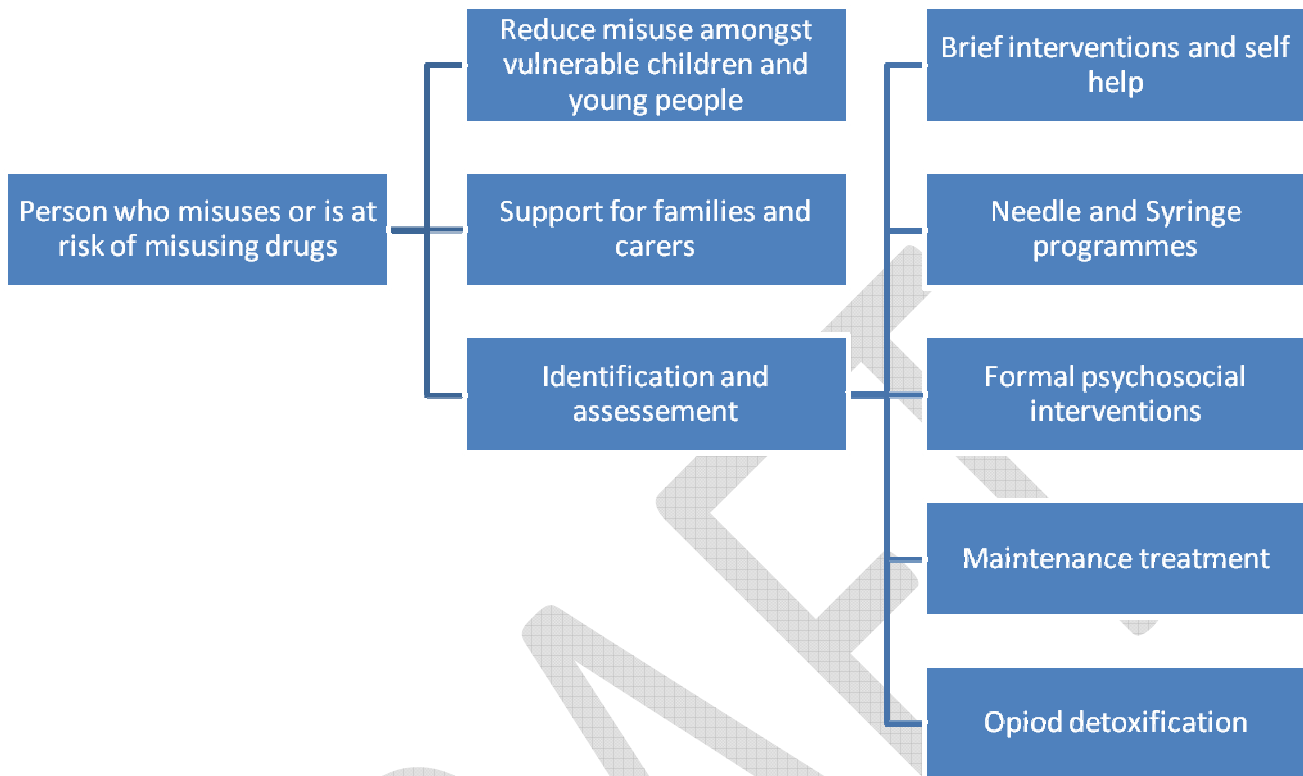 Reduce misuse amongst
vulnerable children and
young people
Brief interventions and self
help
Person who misuses or is at
risk of misusing drugs
Support for families and
carers
Needle and Syringe
programmes
Identification and
assessement
Formal psychosocial
interventions
Maintenance treatment
Opiod detoxification